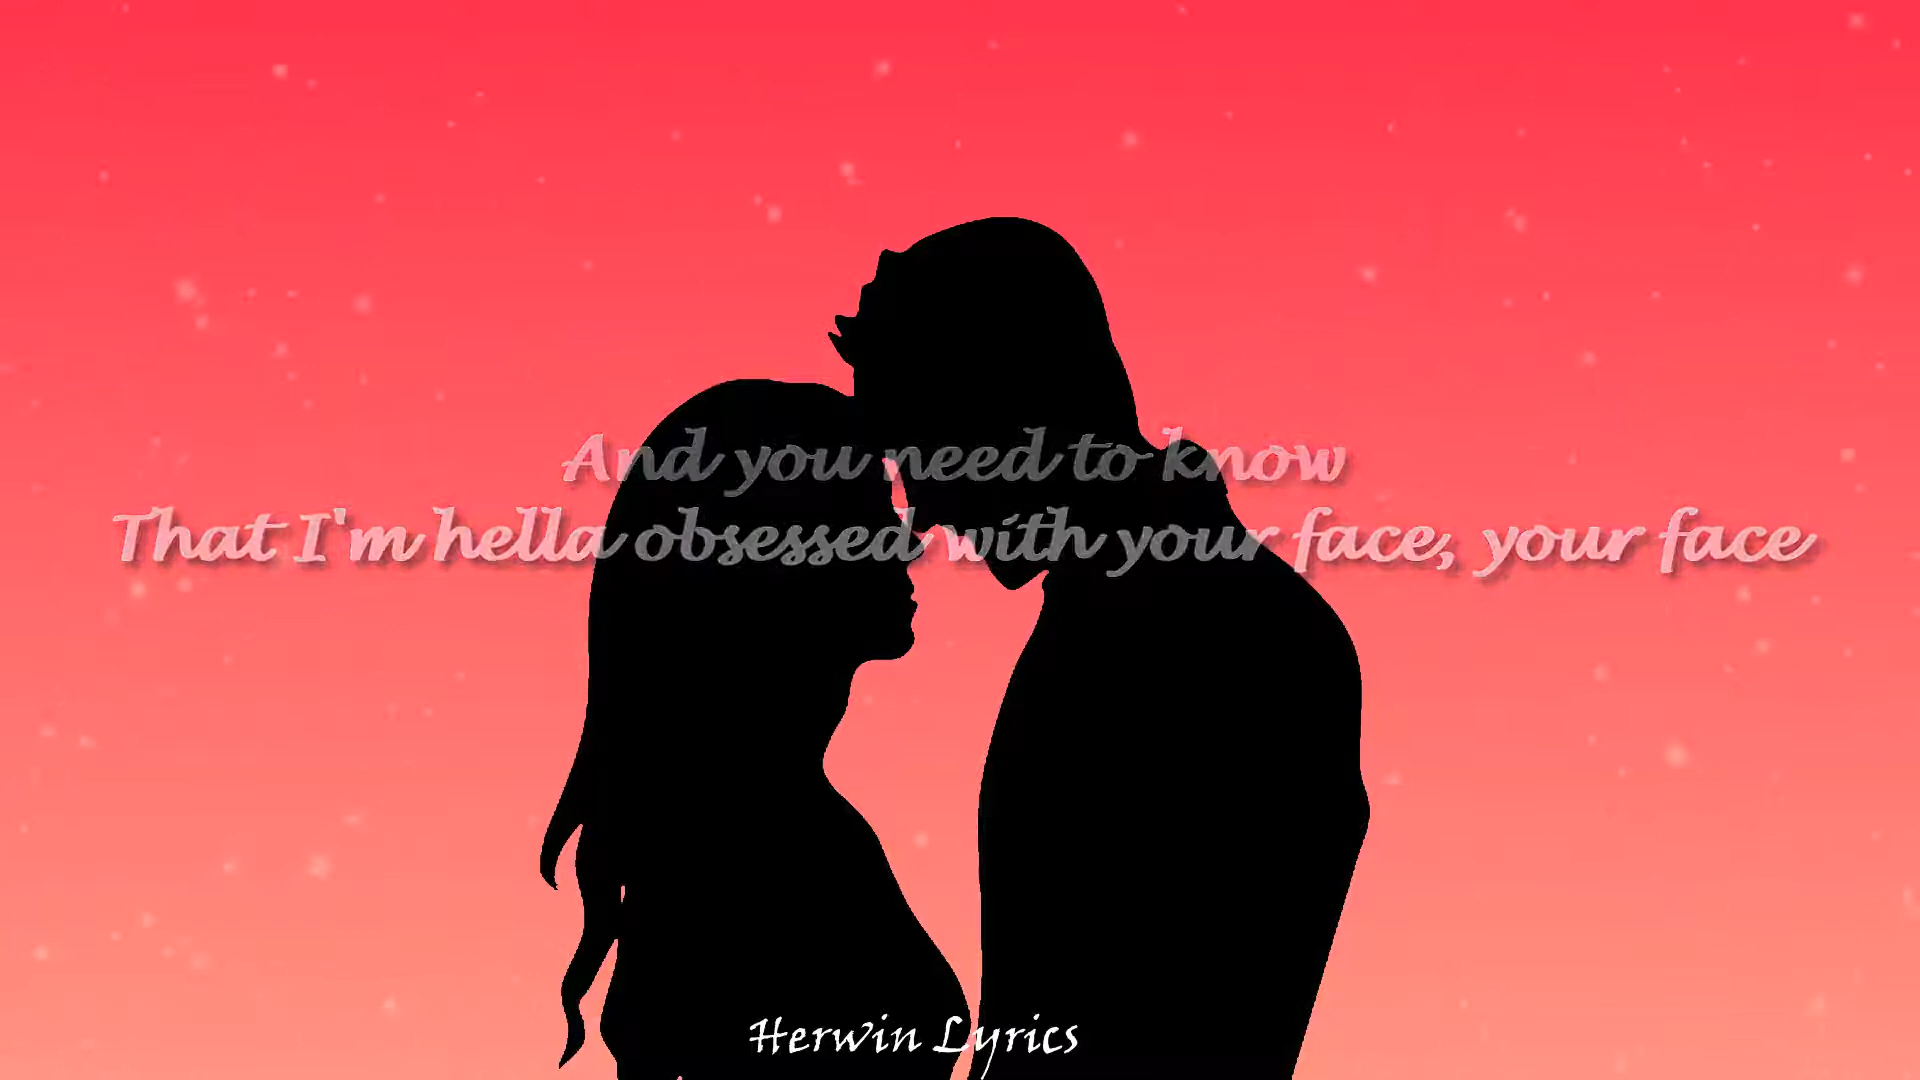 And you need to know
That I'm hella obsessed with your face, your face
Herwin Lyrics